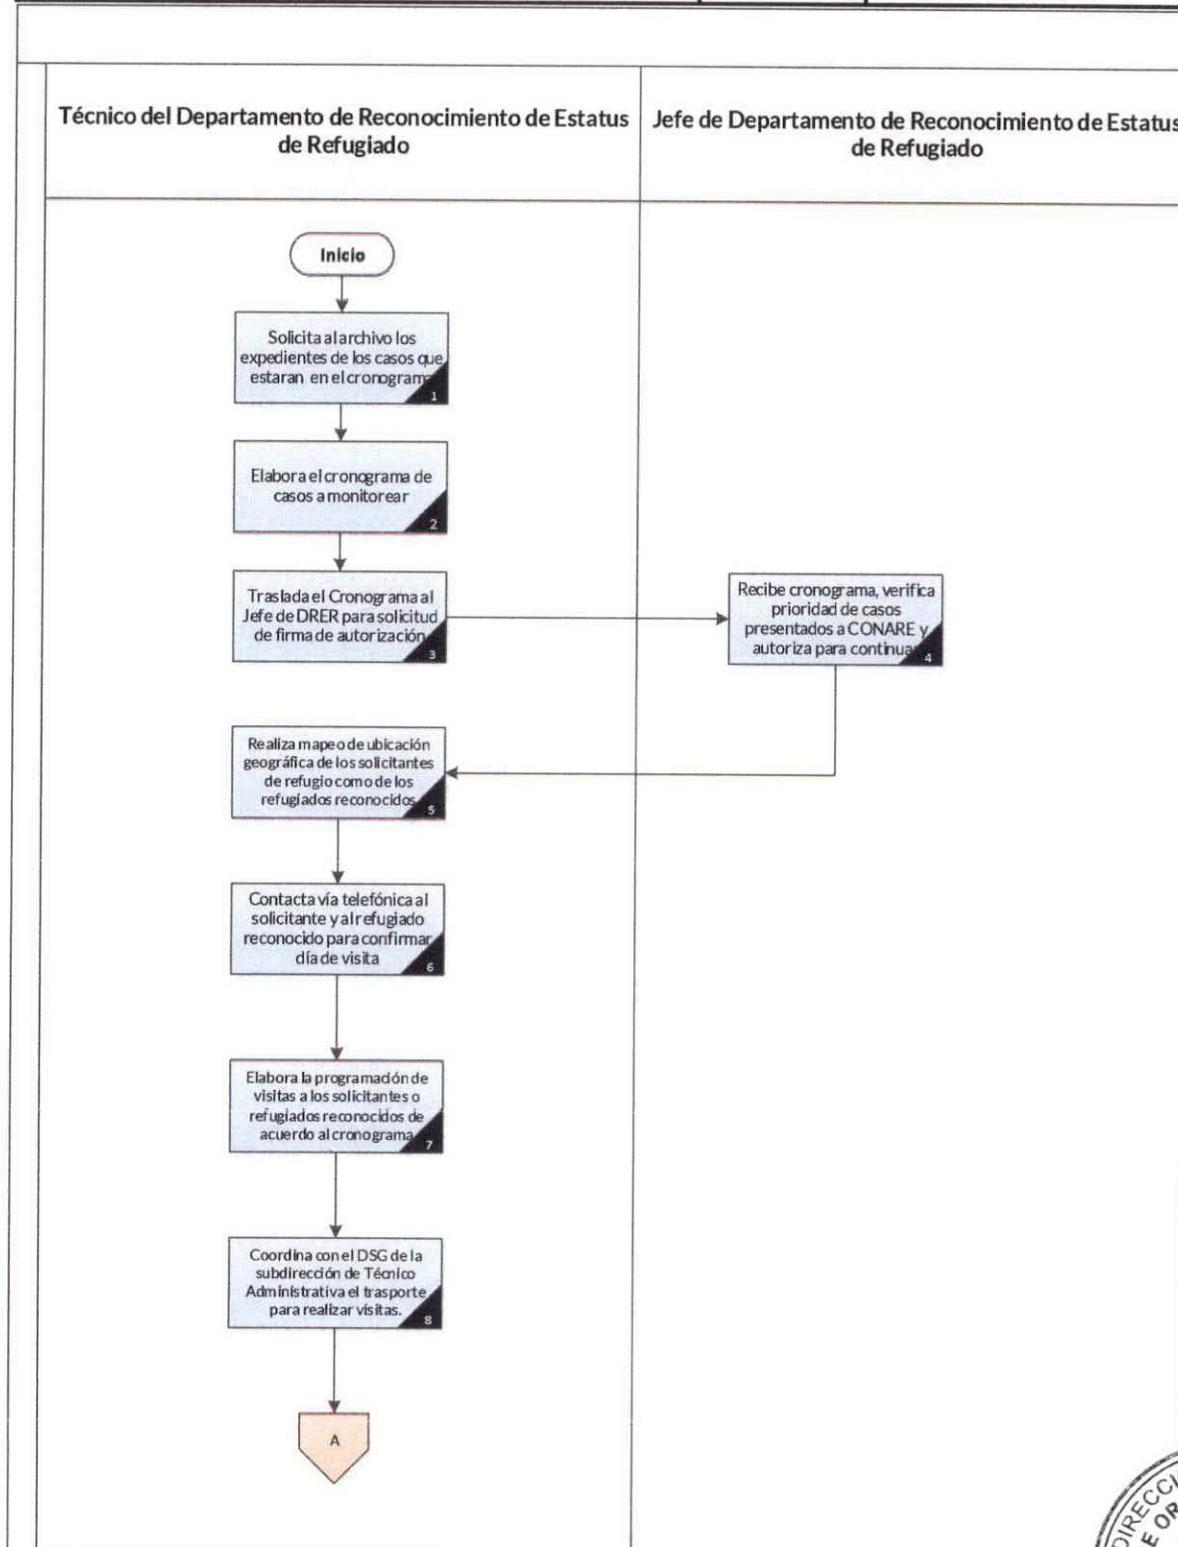 Técnico del Departamento de Reconocimiento de Estatus
de Refugiado
Jefe de Departamento de Reconocimiento de Estatus
de Refugiado
Inicio
Solicita al archivo los
expedientes de los casos que
estaran en el cronogram
1
Elabora el cronograma de
casos a monitorear
2
Traslada el Cronograma al
Jefe de DRER para solicitud
de firma de autorización
3
Recibe cronograma, verifica
prioridad de casos
presentados a CONARE y
autoriza para continua
4
Realiza mapeo de ubicación
geográfica de los solicitantes
de refugio como de los
refugiados reconocidos
5
Contacta vía telefónica al
solicitante y al refugiado
reconocido para confirmar
día de visita
6
Elabora la programación de
visitas a los solicitantes o
refugiados reconocidos de
acuerdo al cronograma
7
Coordina con el DSG de la
subdirección de Técnico
Administrativa el trasporte
para realizar visitas.
8
A